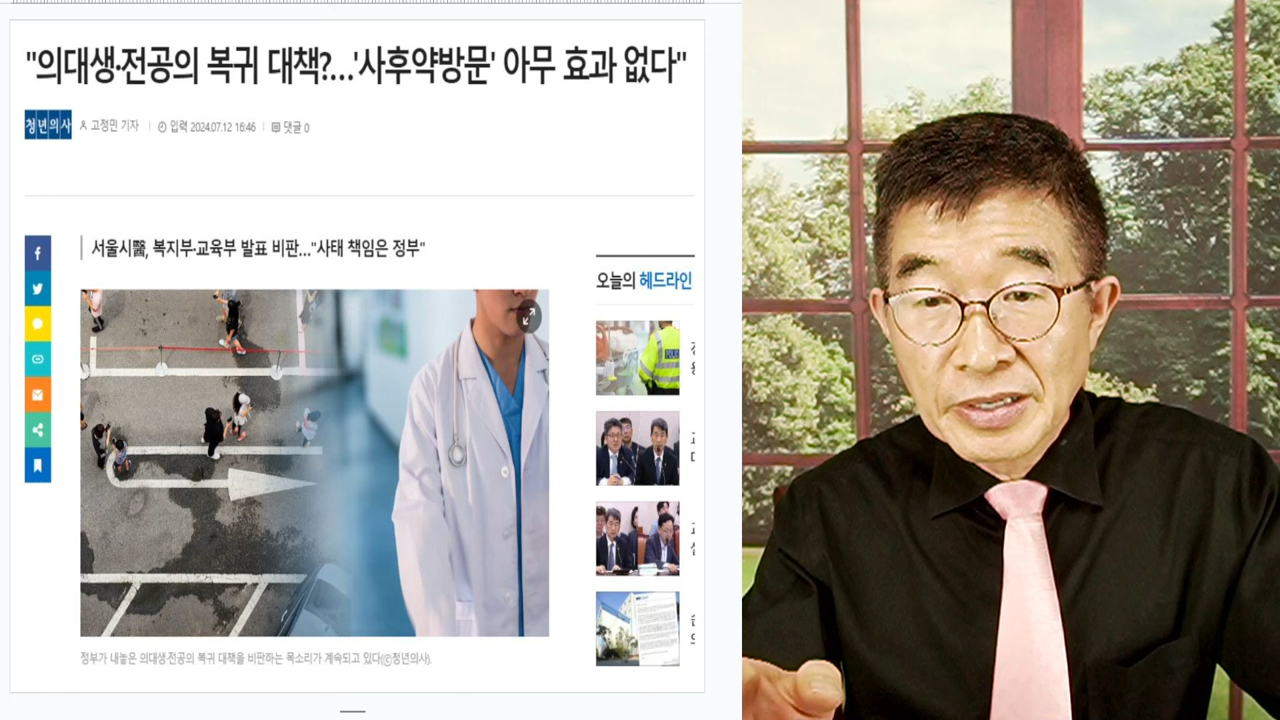 "의대생·전공의 복귀 대책?...'사후약방문' 아무 효과 없다"
청년의사 고정민 기자 입력 2024.07.12 16:46 댓글 0
서울시醫, 복지부·교육부 발표 비판..."사태 책임은 정부"
오늘의 헤드라인
POLICE
정부가 내놓은 의대생·전공의 복귀 대책을 비판하는 목소리가 계속되고 있다(ⓒ청년의사).